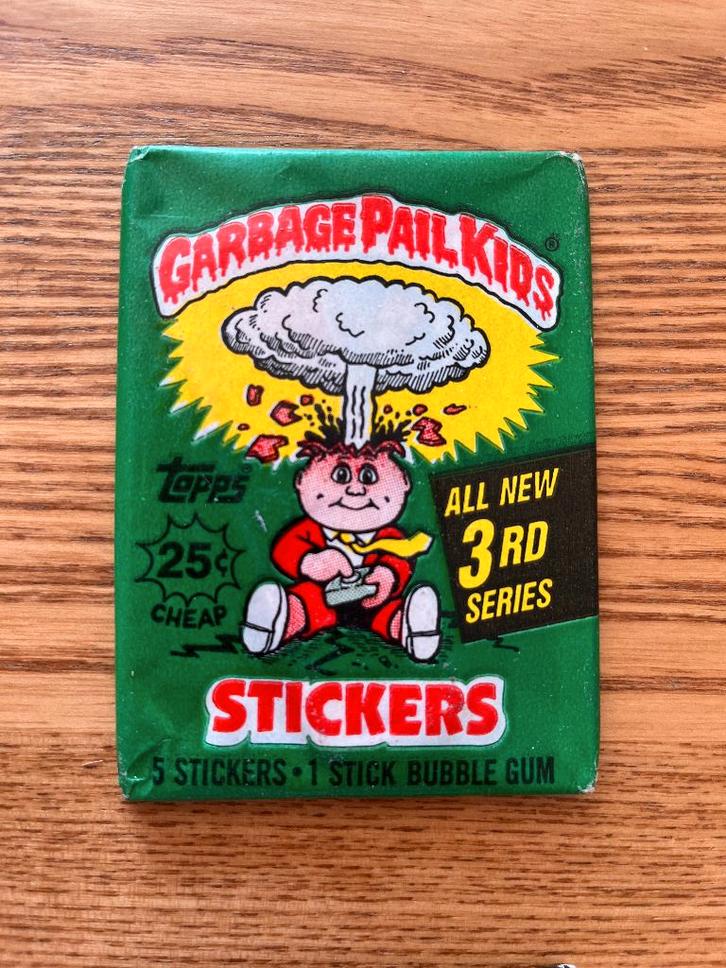 GARBAGE PAIL KIDS ®
topps®
25¢
CHEAP
ALL NEW
3RD
SERIES
STICKERS
5 STICKERS • 1 STICK BUBBLE GUM